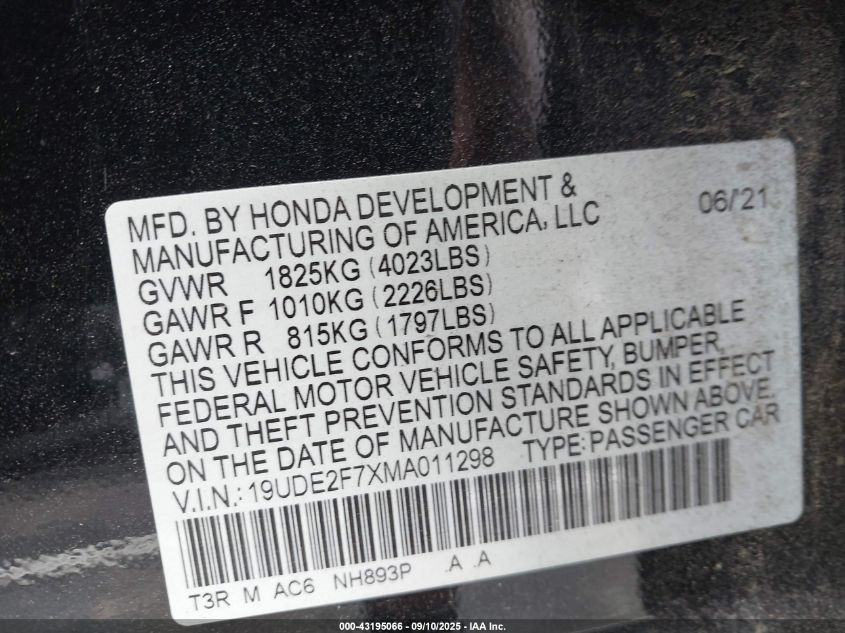 MFD. BY HONDA DEVELOPMENT &
MANUFACTURING OF AMERICA, LLC 06/'21
GVWR 1825KG (4023LBS)
GAWR F 1010KG (2226LBS)
GAWR R 815KG (1797LBS)
THIS VEHICLE CONFORMS TO ALL APPLICABLE
FEDERAL MOTOR VEHICLE SAFETY, BUMPER,
AND THEFT PREVENTION STANDARDS IN EFFECT
ON THE DATE OF MANUFACTURE SHOWN ABOVE.
V.I.N.: 19UDE2F7XMA011298 TYPE:PASSENGER CAR
T3R M AC6 NH893P .A .A
000-43195066 - 09/10/2025 - IAA Inc.